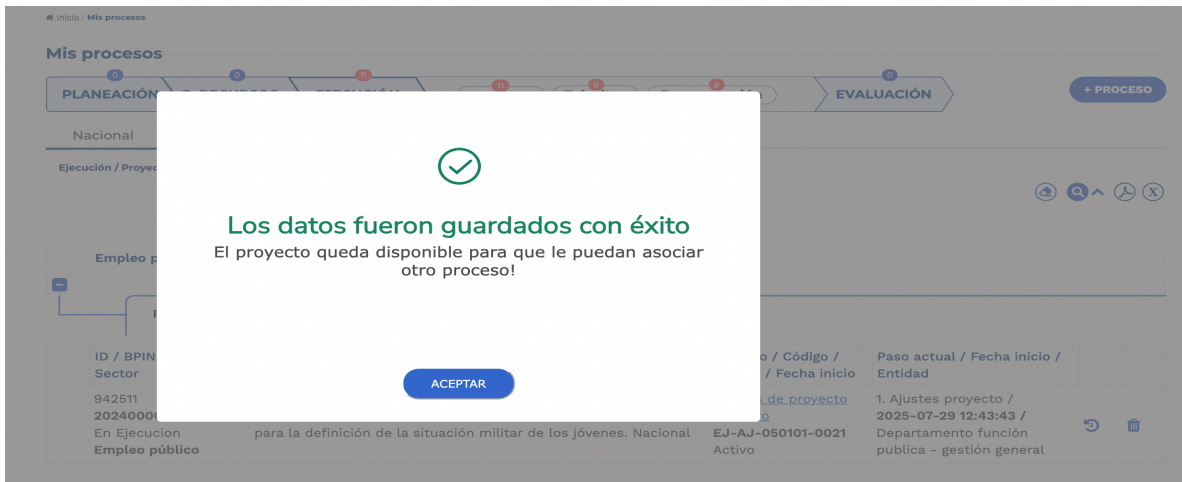 Inicio / Mis procesos
Mis procesos
0 0 11 11 0 0 0
PLANEACIÓN EJECUCIÓN EVALUACIÓN + PROCESO
Nacional
Ejecución /
Los datos fueron guardados con éxito
El proyecto queda disponible para que le puedan asociar
otro proceso!
Empleo
ACEPTAR
ID / BPIN / Código / Paso actual / Fecha inicio /
Sector / Fecha inicio Entidad
942511 de proyecto 1. Ajustes proyecto /
2025-07-29 12:43:43 /
En Ejecucion para la definición de la situación militar de los jóvenes. Nacional EJ-AJ-050101-0021 Departamento función
Empleo público Activo publica - gestión general